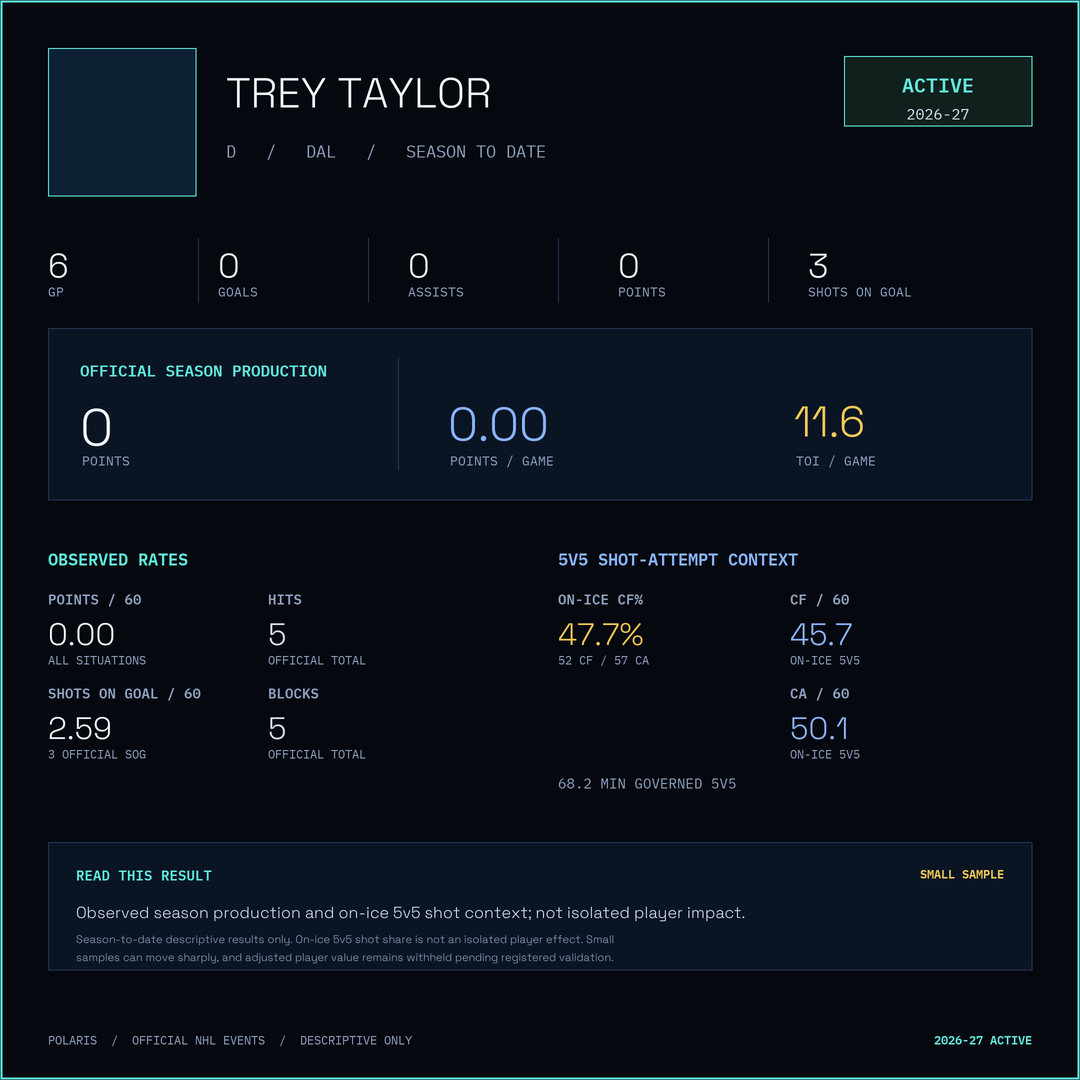 TREY TAYLOR
D / DAL / SEASON TO DATE
ACTIVE
2026-27
6
GP
0
GOALS
0
ASSISTS
0
POINTS
3
SHOTS ON GOAL
OFFICIAL SEASON PRODUCTION
0
POINTS
0.00
POINTS / GAME
11.6
TOI / GAME
OBSERVED RATES
POINTS / 60
0.00
ALL SITUATIONS
HITS
5
OFFICIAL TOTAL
SHOTS ON GOAL / 60
2.59
3 OFFICIAL SOG
BLOCKS
5
OFFICIAL TOTAL
5V5 SHOT-ATTEMPT CONTEXT
ON-ICE CF%
47.7%
52 CF / 57 CA
CF / 60
45.7
ON-ICE 5V5
CA / 60
50.1
ON-ICE 5V5
68.2 MIN GOVERNED 5V5
READ THIS RESULT
SMALL SAMPLE
Observed season production and on-ice 5v5 shot context; not isolated player impact.
Season-to-date descriptive results only. On-ice 5v5 shot share is not an isolated player effect. Small
samples can move sharply, and adjusted player value remains withheld pending registered validation.
POLARIS / OFFICIAL NHL EVENTS / DESCRIPTIVE ONLY
2026-27 ACTIVE